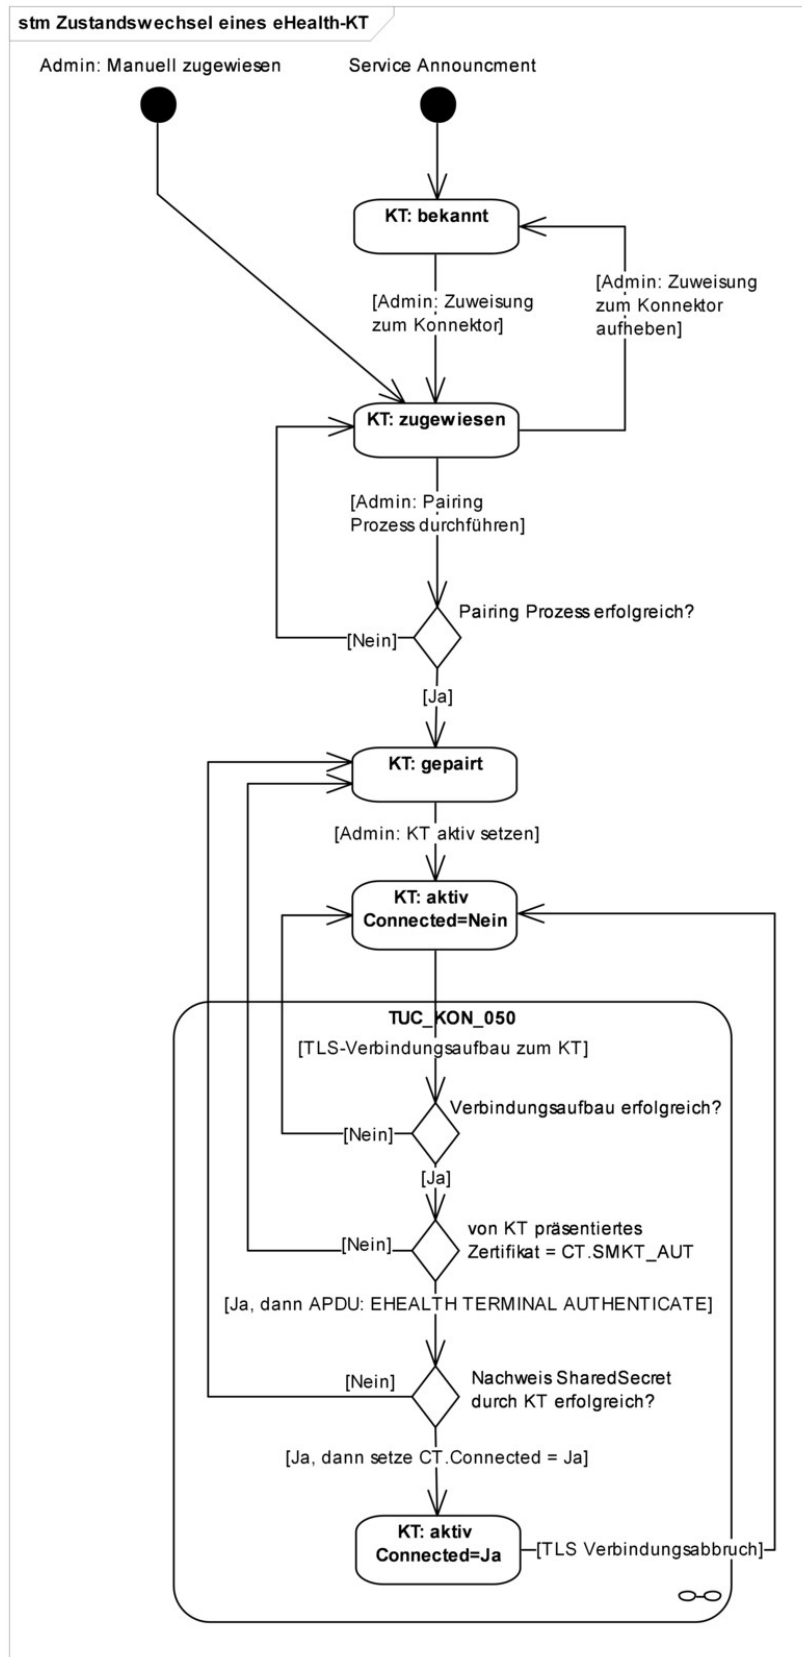 stm Zustandswechsel eines eHealth-KT
Admin: Manuell zugewiesen
Service Announcment
KT: bekannt
[Admin: Zuweisung
zum Konnektor]
[Admin: Zuweisung
zum Konnektor
aufheben]
KT: zugewiesen
[Admin: Pairing
Prozess durchführen]
Pairing Prozess erfolgreich?
[Nein]
[Ja]
KT: gepairt
[Admin: KT aktiv setzen]
KT: aktiv
Connected=Nein
TUC_KON_050
[TLS-Verbindungsaufbau zum KT]
Verbindungsaufbau erfolgreich?
[Nein]
[Ja]
von KT präsentiertes
Zertifikat = CT.SMKT_AUT
[Nein]
[Ja, dann APDU: EHEALTH TERMINAL AUTHENTICATE]
Nachweis SharedSecret
durch KT erfolgreich?
[Nein]
[Ja, dann setze CT.Connected = Ja]
KT: aktiv
Connected=Ja
[TLS Verbindungsabbruch]